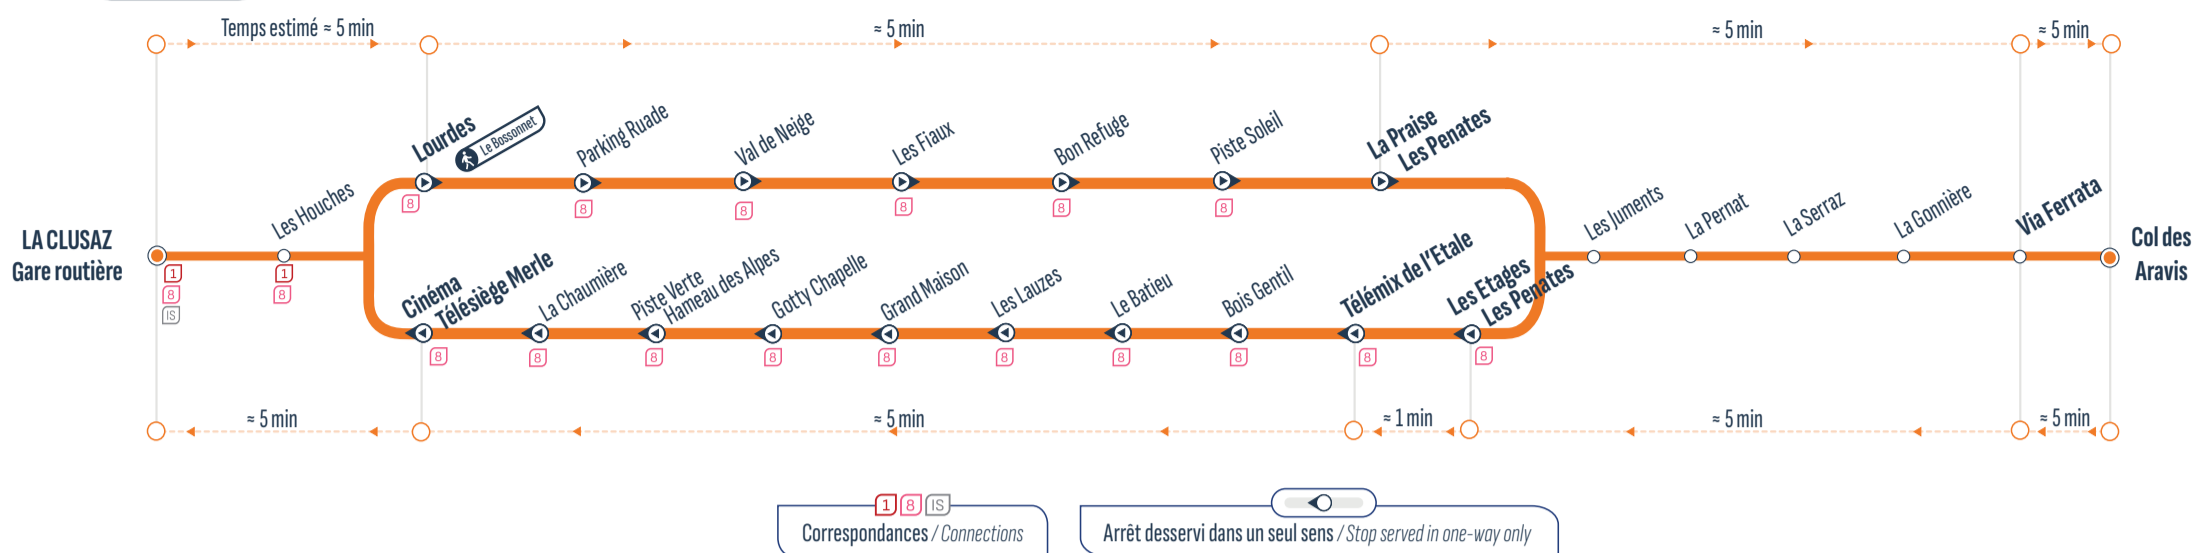 Temps estimé ≈ 5 min
≈ 5 min
≈ 5 min
≈ 5 min
Lourdes
Le Bossonnet
Parking Ruade
Val de Neige
Les Fiaux
Bon Refuge
Piste Soleil
La Praise
Les Penates
8
8
8
8
8
8
LA CLUSAZ
Gare routière
Les Houches
Les Juments
La Pernat
La Serraz
La Gonnière
Via Ferrata
Col des
Aravis
1
8
IS
1
8
Cinéma
Télésiège Merle
La Chaumière
Piste Verte
Hameau des Alpes
Gotty Chapelle
Grand Maison
Les Lauzes
Le Batieu
Bois Gentil
Télémix de l'Etale
Les Etages
Les Penates
8
8
8
8
8
8
8
8
8
8
≈ 5 min
≈ 5 min
≈ 1 min
≈ 5 min
≈ 5 min
1 8 IS
Correspondances / Connections
Arrêt desservi dans un seul sens / Stop served in one-way only